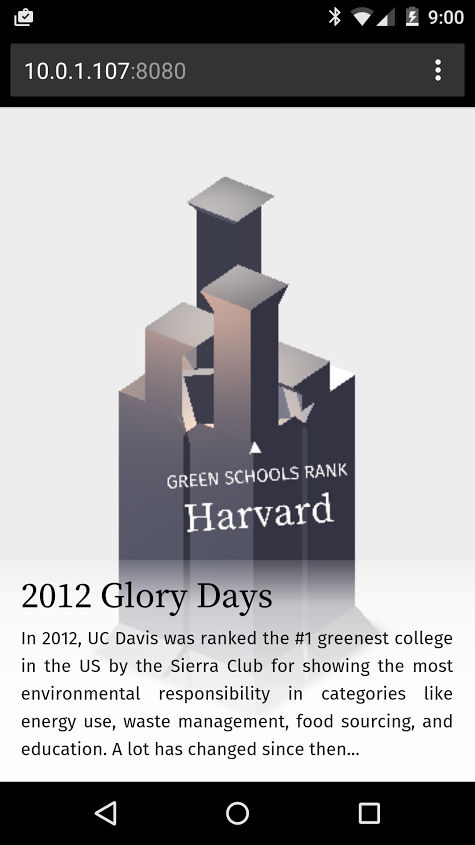 9:00
10.0.1.107:8080
GREEN SCHOOLS RANK
Harvard
2012 Glory Days
In 2012, UC Davis was ranked the #1 greenest college
in the US by the Sierra Club for showing the most
environmental responsibility in categories like
energy use, waste management, food sourcing, and
education. A lot has changed since then...